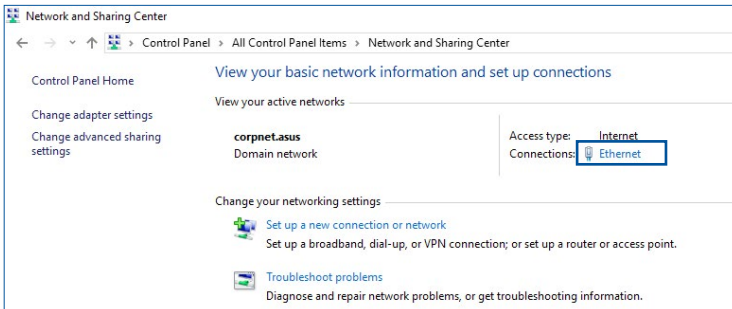 Network and Sharing Center
Control Panel > All Control Panel Items > Network and Sharing Center
Control Panel Home
Change adapter settings
Change advanced sharing
settings
View your basic network information and set up connections
View your active networks
corpnet.asus
Domain network
Access type: Internet
Connections: Ethernet
Change your networking settings
Set up a new connection or network
Set up a broadband, dial-up, or VPN connection; or set up a router or access point.
Troubleshoot problems
Diagnose and repair network problems, or get troubleshooting information.